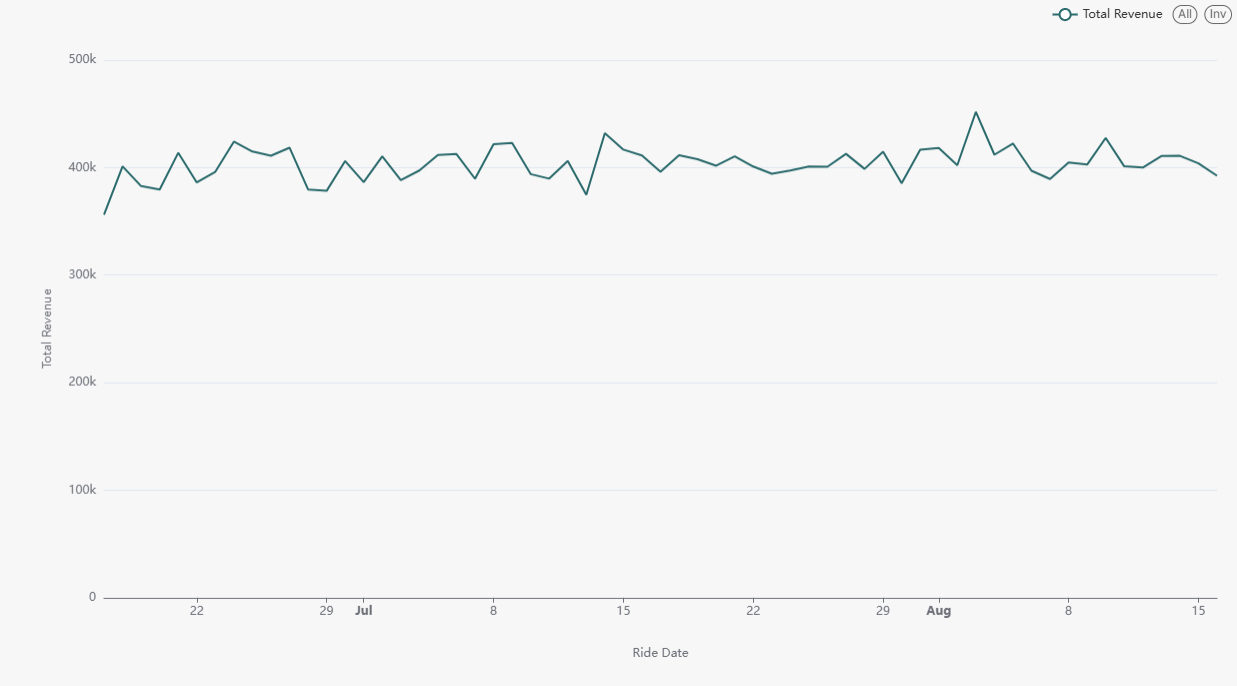 Total Revenue All Inv
500k
400k
300k
200k
100k
0
Total Revenue
22 29 Jul 8 15 22 29 Aug 8 15
Ride Date